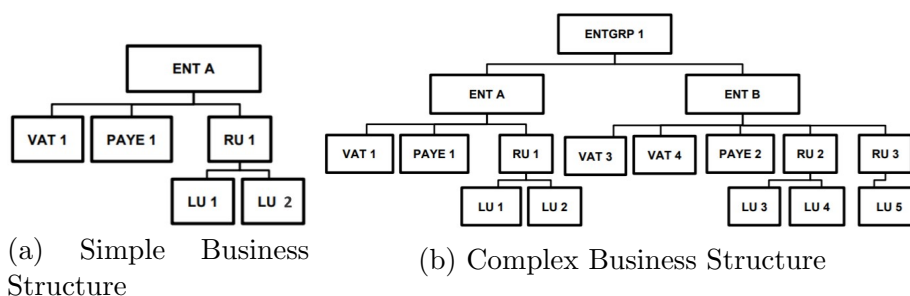 ENTGRP 1
ENT A
ENT A ENT B
VAT 1 PAYE 1 RU 1
VAT 1 PAYE 1 RU 1 VAT 3 VAT 4 PAYE 2 RU 2 RU 3
LU 1 LU 2
LU 1 LU 2 LU 3 LU 4 LU 5
(a) Simple Business
Structure
(b) Complex Business Structure